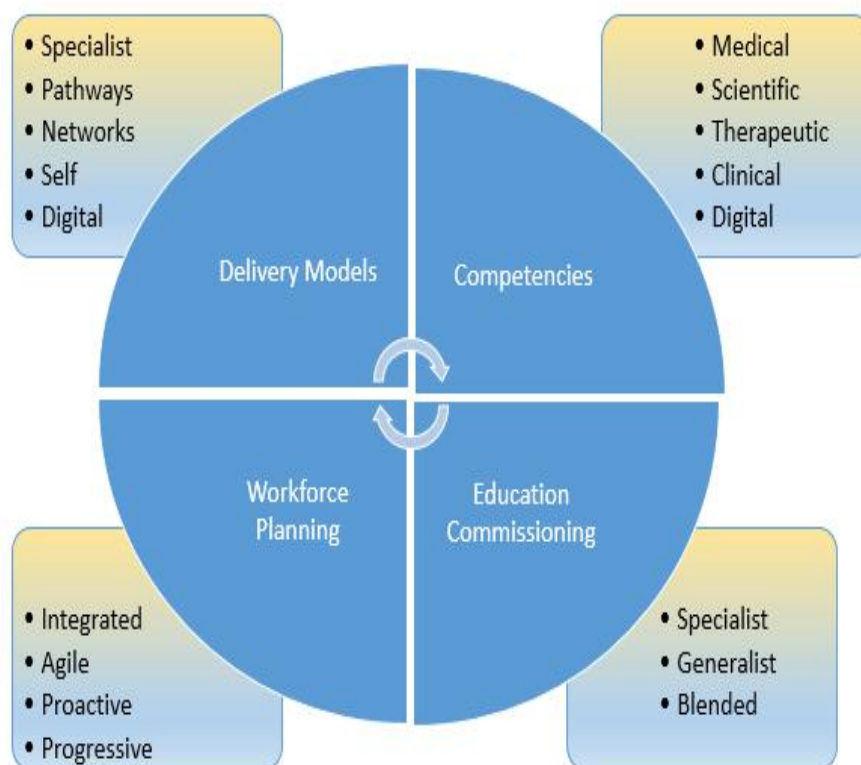 • Specialist
• Pathways
• Networks
• Self
• Digital
• Medical
• Scientific
• Therapeutic
• Clinical
• Digital
Delivery Models
Competencies
Workforce
Planning
Education
Commissioning
• Integrated
• Agile
• Proactive
• Progressive
• Specialist
• Generalist
• Blended